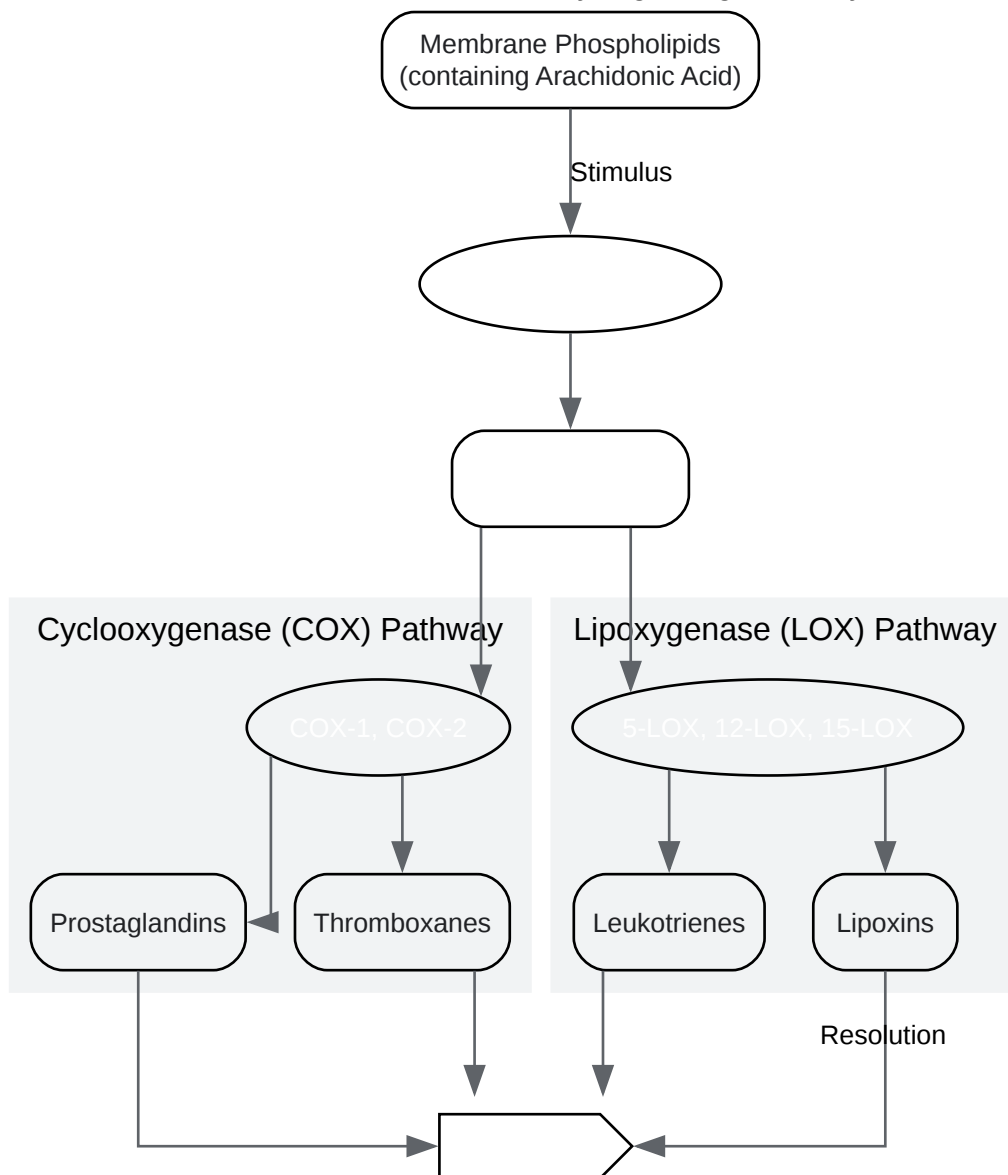 Membrane Phospholipids
(containing Arachidonic Acid)
Stimulus
Cyclooxygenase (COX) Pathway
Lipoxygenase (LOX) Pathway
COX-1, COX-2
5-LOX, 12-LOX, 15-LOX
Prostaglandins
Thromboxanes
Leukotrienes
Lipoxins
Resolution